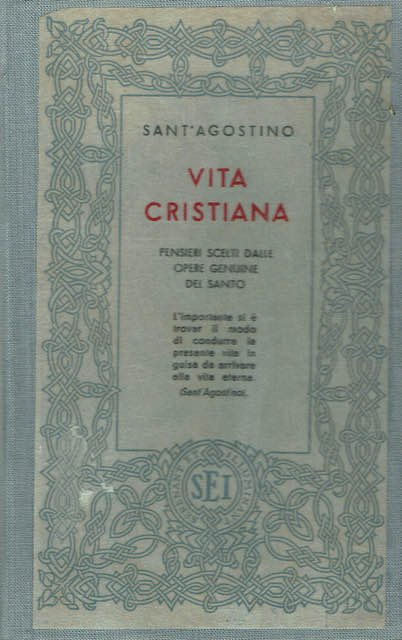 SANT'AGOSTINO
VITA
CRISTIANA
PENSIERI SCELTI DALLE
OPERE GENUINE
DEL SANTO
L'importante si è
trovar il modo
di condurre la
presente vita in
guisa da arrivare
alla vita eterna.
(Sant'Agostino).
SEI